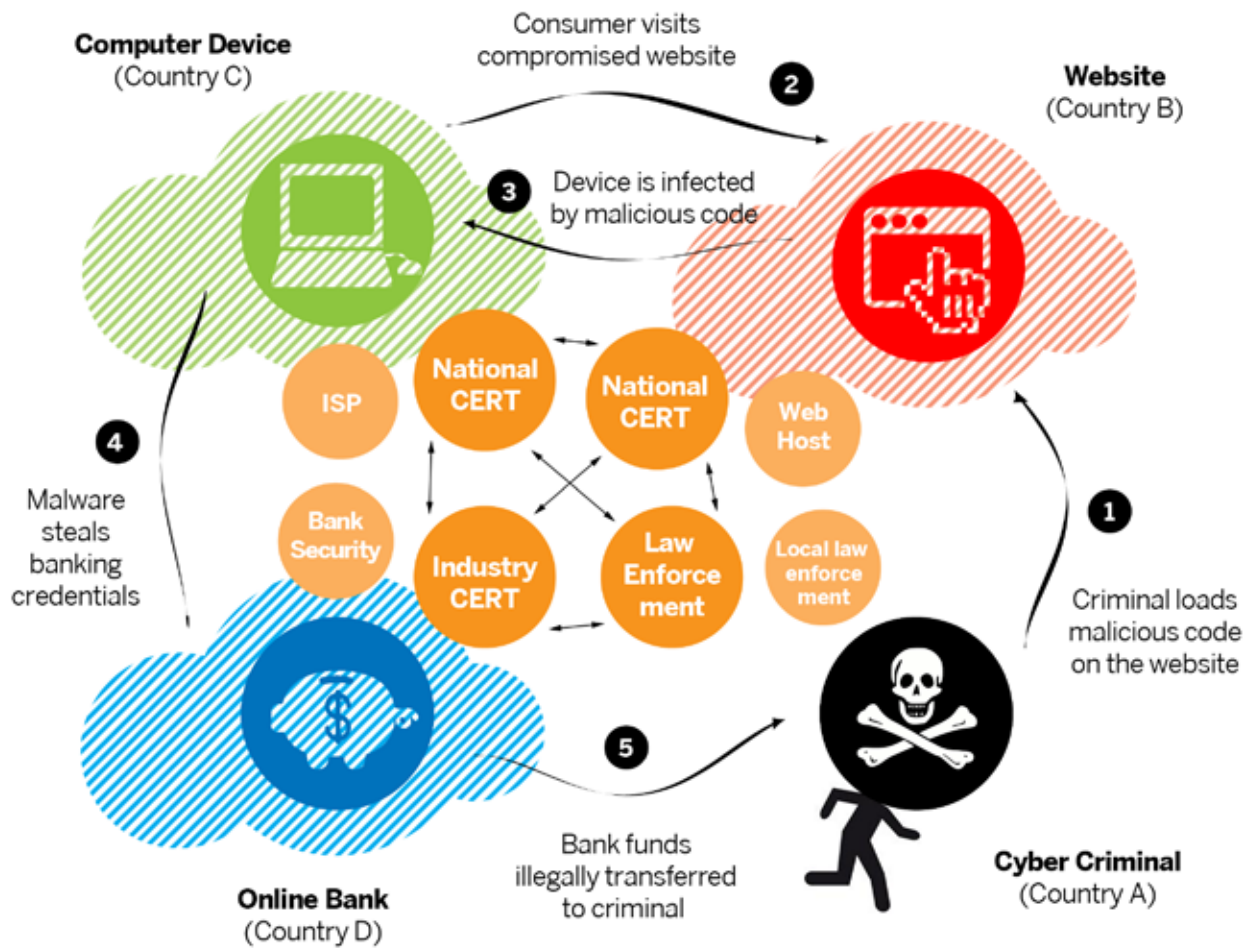 Computer Device
(Country C)
Consumer visits
compromised website
2
Website
(Country B)
3
Device is infected
by malicious code
National
CERT
National
CERT
ISP
Web
Host
4
Malware
steals
banking
credentials
Bank
Security
Industry
CERT
Law
Enforce
ment
Local law
enforce
ment
1
Criminal loads
malicious code
on the website
$
5
Bank funds
illegally transferred
to criminal
Online Bank
(Country D)
Cyber Criminal
(Country A)